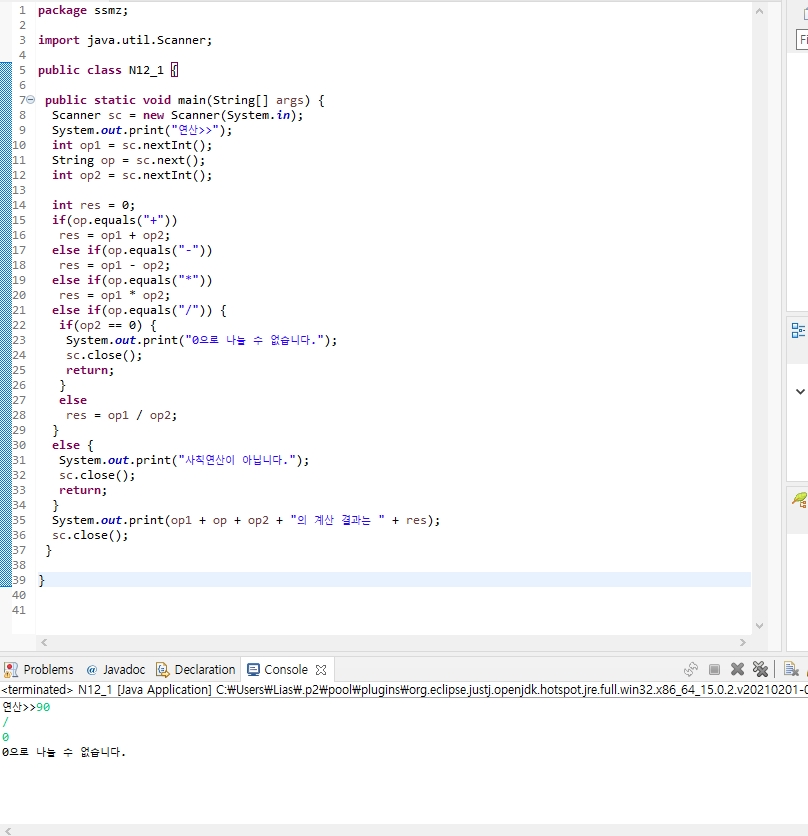 1 package ssmz;
2
3 import java.util.Scanner;
4
5 public class N12_1 {
6
7 public static void main(String[] args) {
8 Scanner sc = new Scanner(System.in);
9 System.out.print("연산>>");
10 int op1 = sc.nextInt();
11 String op = sc.next();
12 int op2 = sc.nextInt();
13
14 int res = 0;
15 if(op.equals("+"))
16 res = op1 + op2;
17 else if(op.equals("-"))
18 res = op1 - op2;
19 else if(op.equals("*"))
20 res = op1 * op2;
21 else if(op.equals("/")) {
22 if(op2 == 0) {
23 System.out.print("0으로 나눌 수 없습니다.");
24 sc.close();
25 return;
26 }
27 else
28 res = op1 / op2;
29 }
30 else {
31 System.out.print("사칙연산이 아닙니다.");
32 sc.close();
33 return;
34 }
35 System.out.print(op1 + op + op2 + "의 계산 결과는 " + res);
36 sc.close();
37 }
38
39 }
40
41
Problems @ Javadoc Declaration Console
<terminated> N12_1 [Java Application] C:₩Users₩Lias₩.p2₩pool₩plugins₩org.eclipse.justj.openjdk.hotspot.jre.full.win32.x86_64_15.0.2.v20210201-0
연산>>90
/
0
0으로 나눌 수 없습니다.